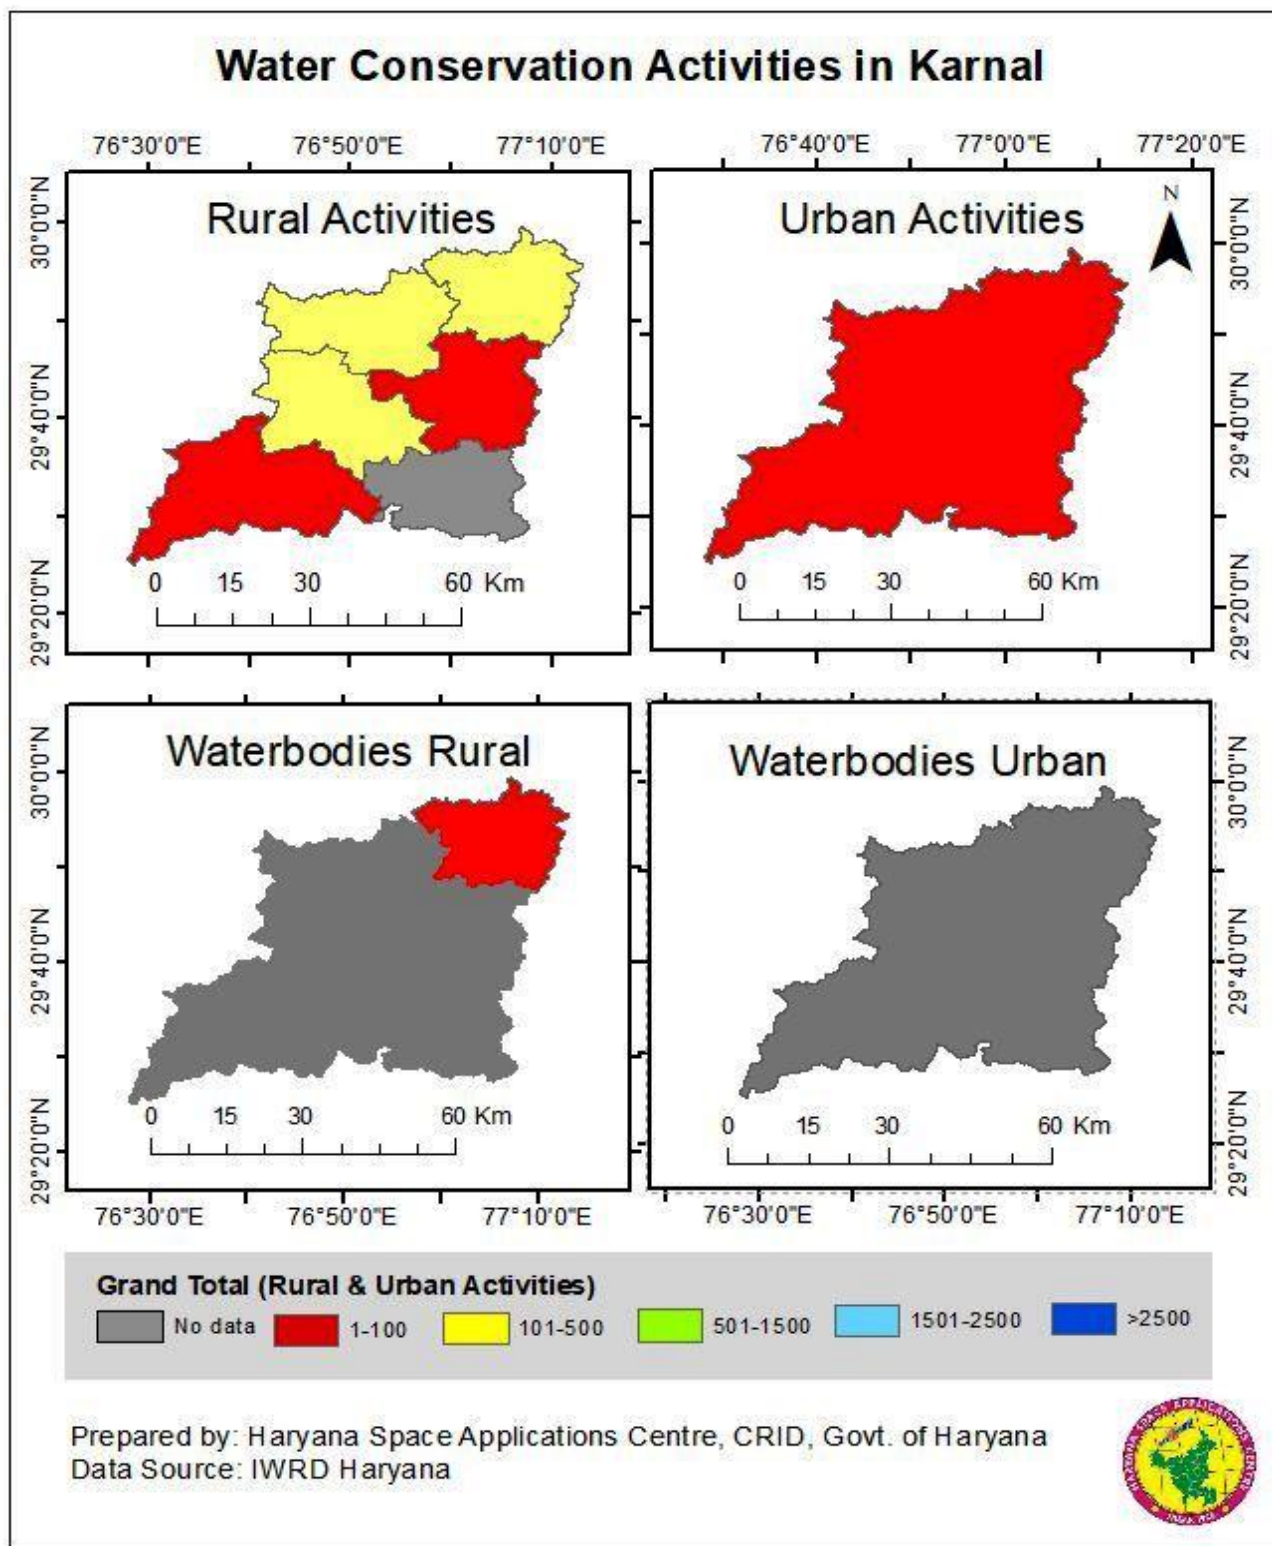 Water Conservation Activities in Karnal
76°30'0"E 76°50'0"E 77°10'0"E
76°40'0"E 77°0'0"E 77°20'0"E
Rural Activities
30°0'0"N
29°40'0"N
29°20'0"N
0 15 30 60 Km
Urban Activities
N
30°0'0"N
29°40'0"N
29°20'0"N
0 15 30 60 Km
Waterbodies Rural
30°0'0"N
29°40'0"N
29°20'0"N
0 15 30 60 Km
Waterbodies Urban
30°0'0"N
29°40'0"N
29°20'0"N
0 15 30 60 Km
76°30'0"E 76°50'0"E 77°10'0"E
76°30'0"E 76°50'0"E 77°10'0"E
Grand Total (Rural & Urban Activities)
No data 1-100 101-500 501-1500 1501-2500 >2500
Prepared by: Haryana Space Applications Centre, CRID, Govt. of Haryana
Data Source: IWRD Haryana
HARYANA SPACE APPLICATIONS CENTRE